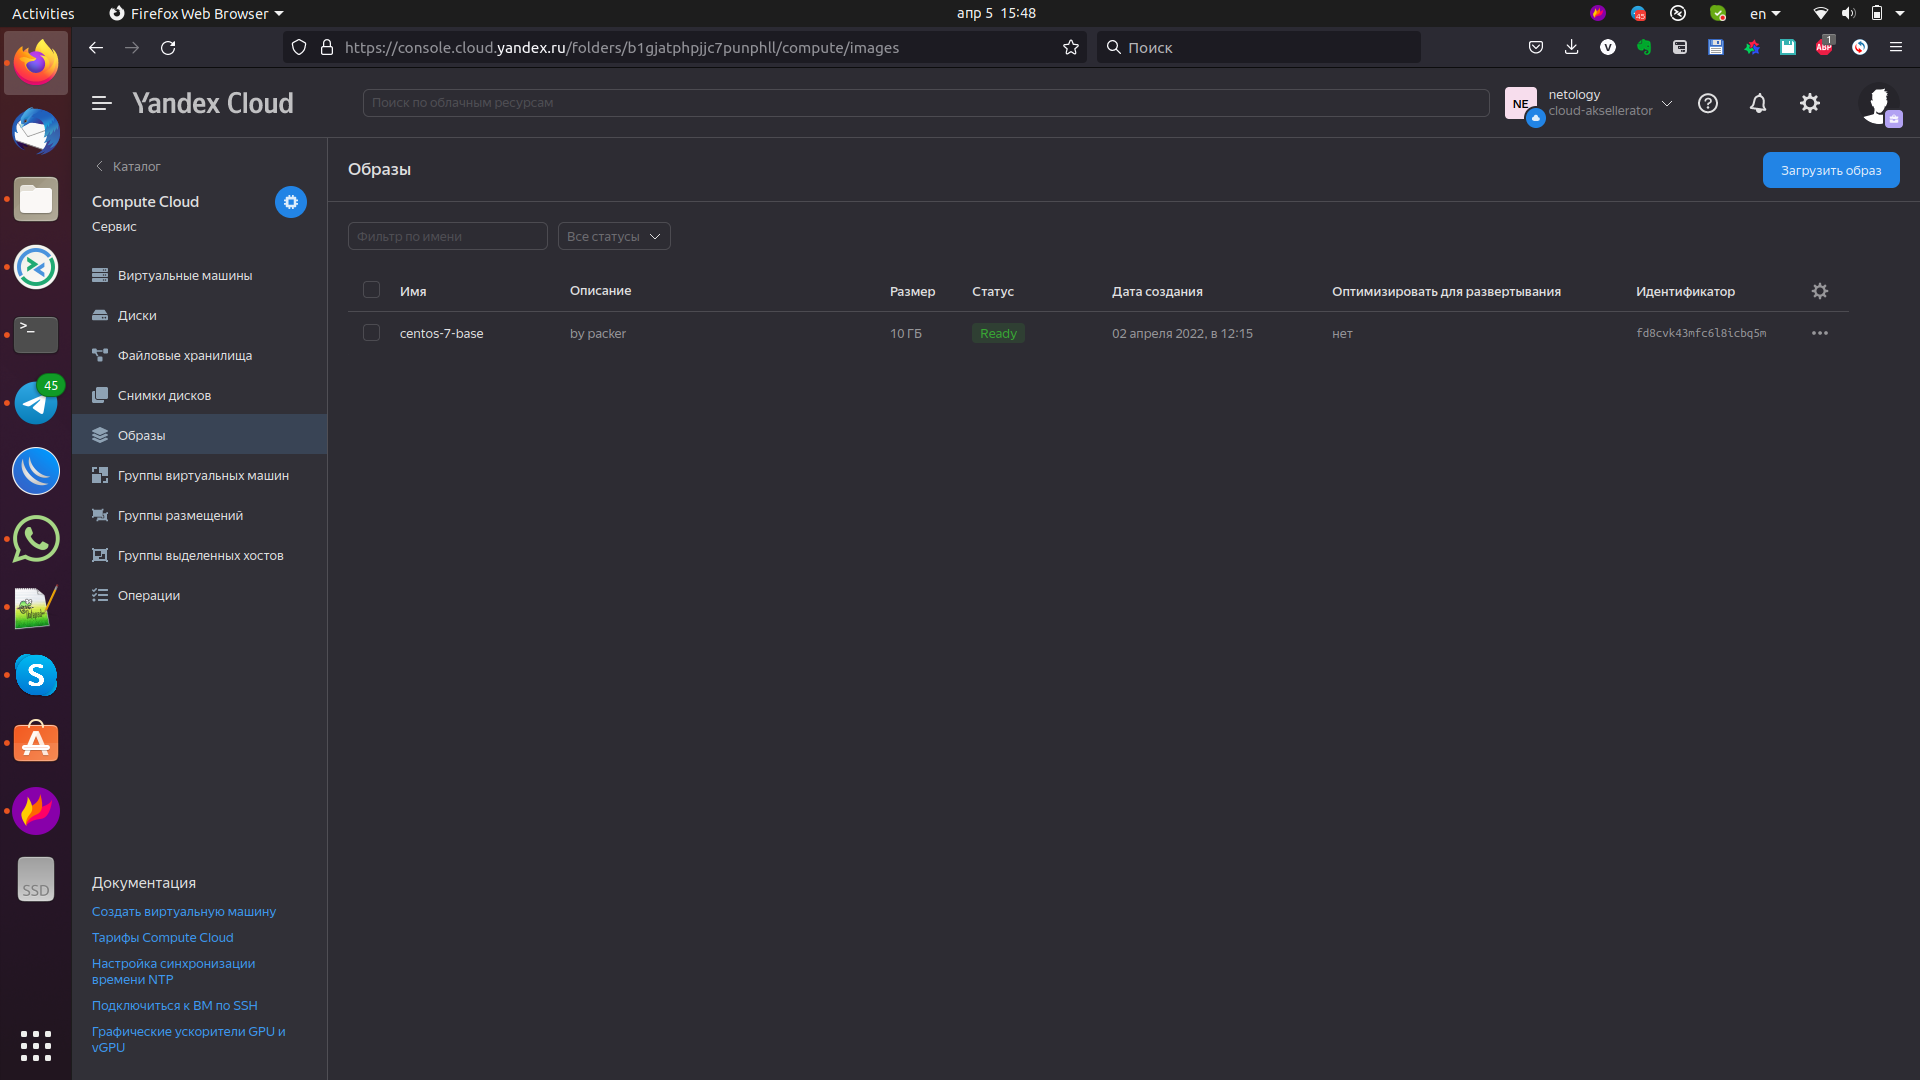 Activities
Firefox Web Browser
апр 5 15:48
45
en
https://console.cloud.yandex.ru/folders/b1gjatphpjjc7punphll/compute/images
Поиск
V
ABP
1
Yandex Cloud
Поиск по облачным ресурсам
NE
netology
cloud-aksellerator
Каталог
Compute Cloud
Сервис
Виртуальные машины
Диски
Файловые хранилища
Снимки дисков
Образы
Группы виртуальных машин
Группы размещений
Группы выделенных хостов
Операции
Документация
Создать виртуальную машину
Тарифы Compute Cloud
Настройка синхронизации
времени NTP
Подключиться к ВМ по SSH
Графические ускорители GPU и
vGPU
Образы
Загрузить образ
Фильтр по имени
Все статусы
Имя Описание Размер Статус Дата создания Оптимизировать для развертывания Идентификатор
centos-7-base by packer 10 ГБ Ready 02 апреля 2022, в 12:15 нет fd8cvk43mfc6l8icbq5m
45
>_
S
SSD